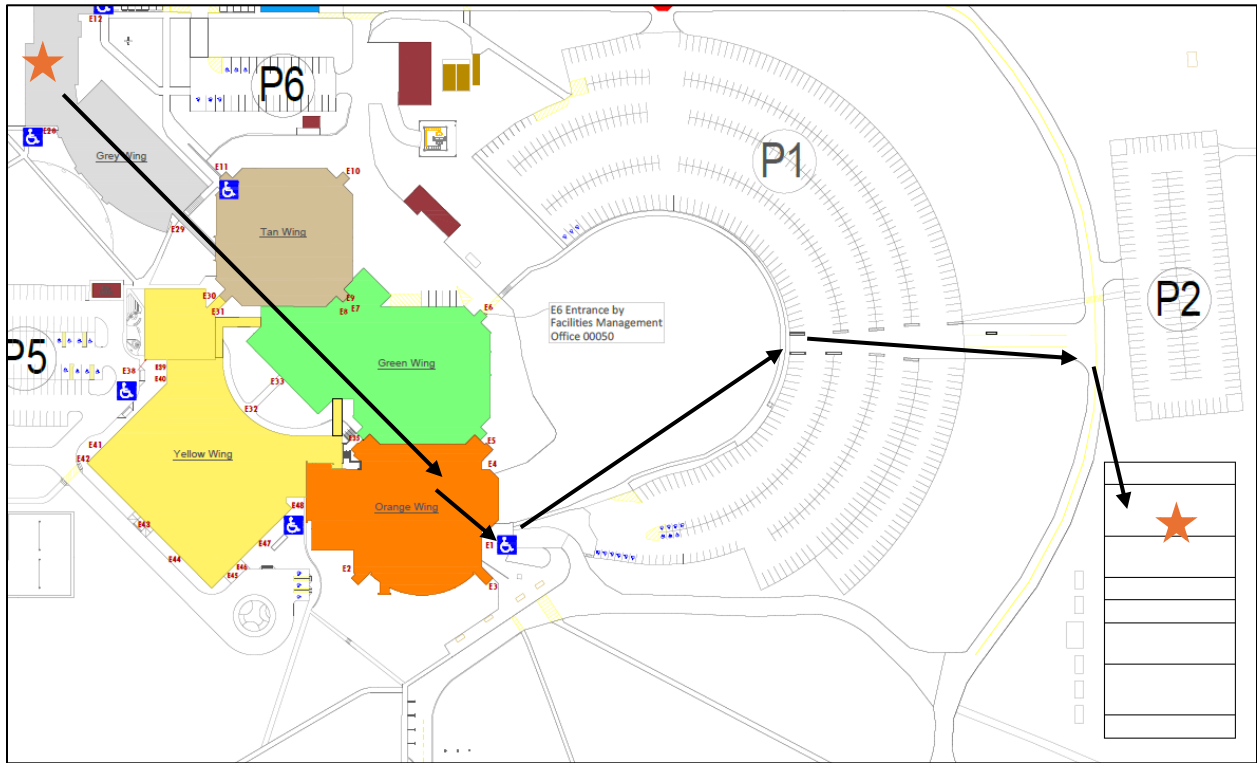 E12
P6
P1
E26
Grey Wing
E11
E10
Tan Wing
E29
P2
E30
E31
E9
E8
E7
E6
E6 Entrance by
Facilities Management
Office 00050
P5
E38
E39
E40
Green Wing
E33
E32
E35
E5
E4
E41
E42
Yellow Wing
Orange Wing
E48
E43
E47
E1
E44
E46
E45
E2
E3